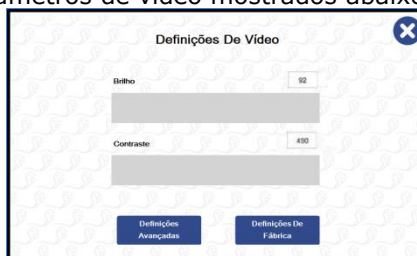 âmetros de vídeo mostrados abaixo
Definições De Vídeo
Brilho
92
Contraste
490
Definições
Avançadas
Definições De
Fábrica